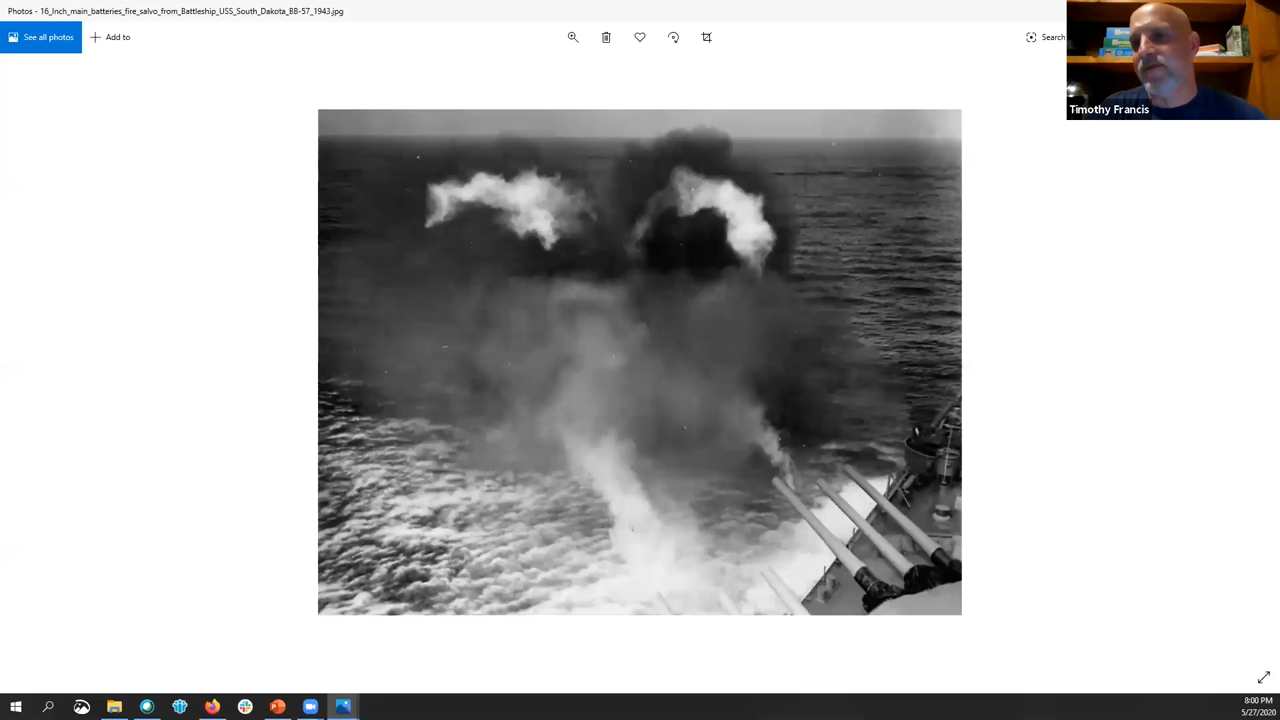 Photos - 16_Inch_main_batteries_fire_salvo_from_Battleship_USS_South_Dakota_BB-57_1943.jpg
See all photos
Add to
Search
Timothy Francis
8:00 PM
5/27/2020